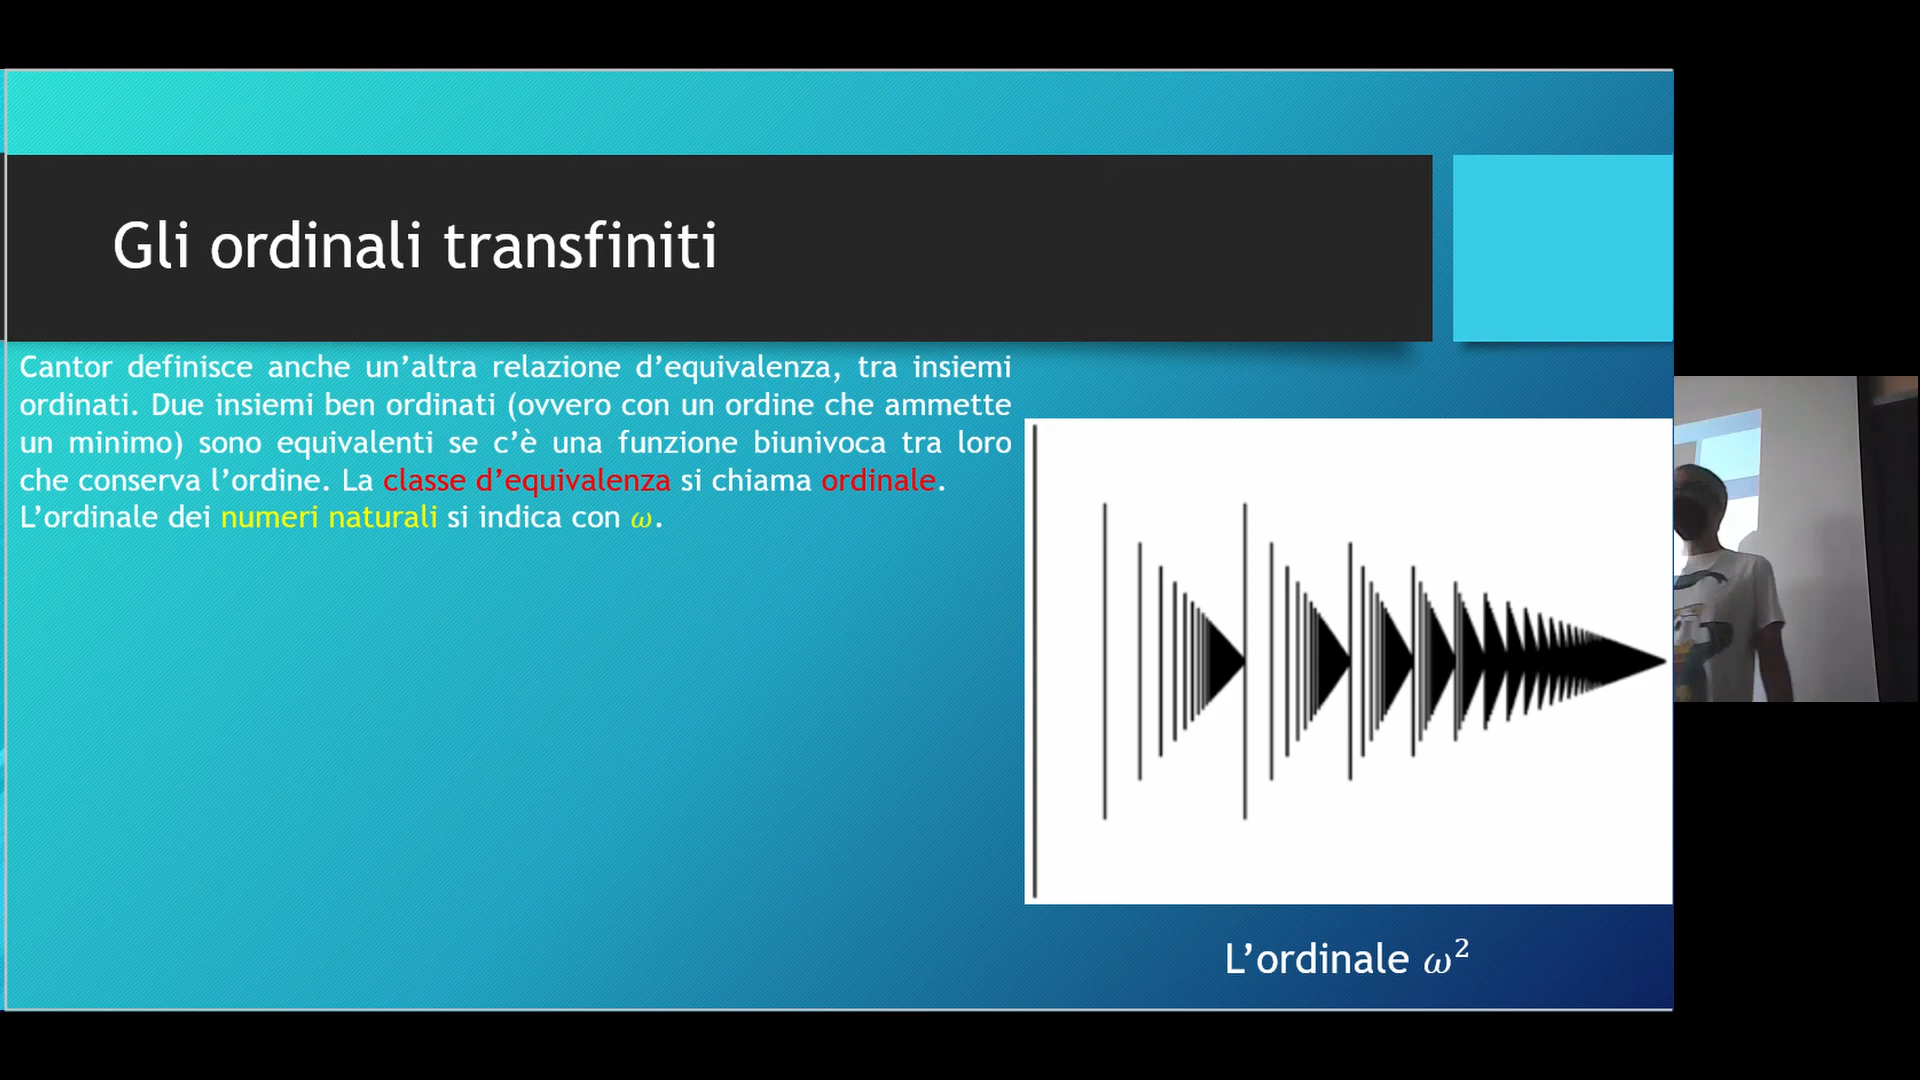 Gli ordinali transfiniti
Cantor definisce anche un’altra relazione d’equivalenza, tra insiemi
ordinati. Due insiemi ben ordinati (ovvero con un ordine che ammette
un minimo) sono equivalenti se c’è una funzione biunivoca tra loro
che conserva l’ordine. La classe d’equivalenza si chiama ordinale.
L’ordinale dei numeri naturali si indica con ω.
L’ordinale ω²